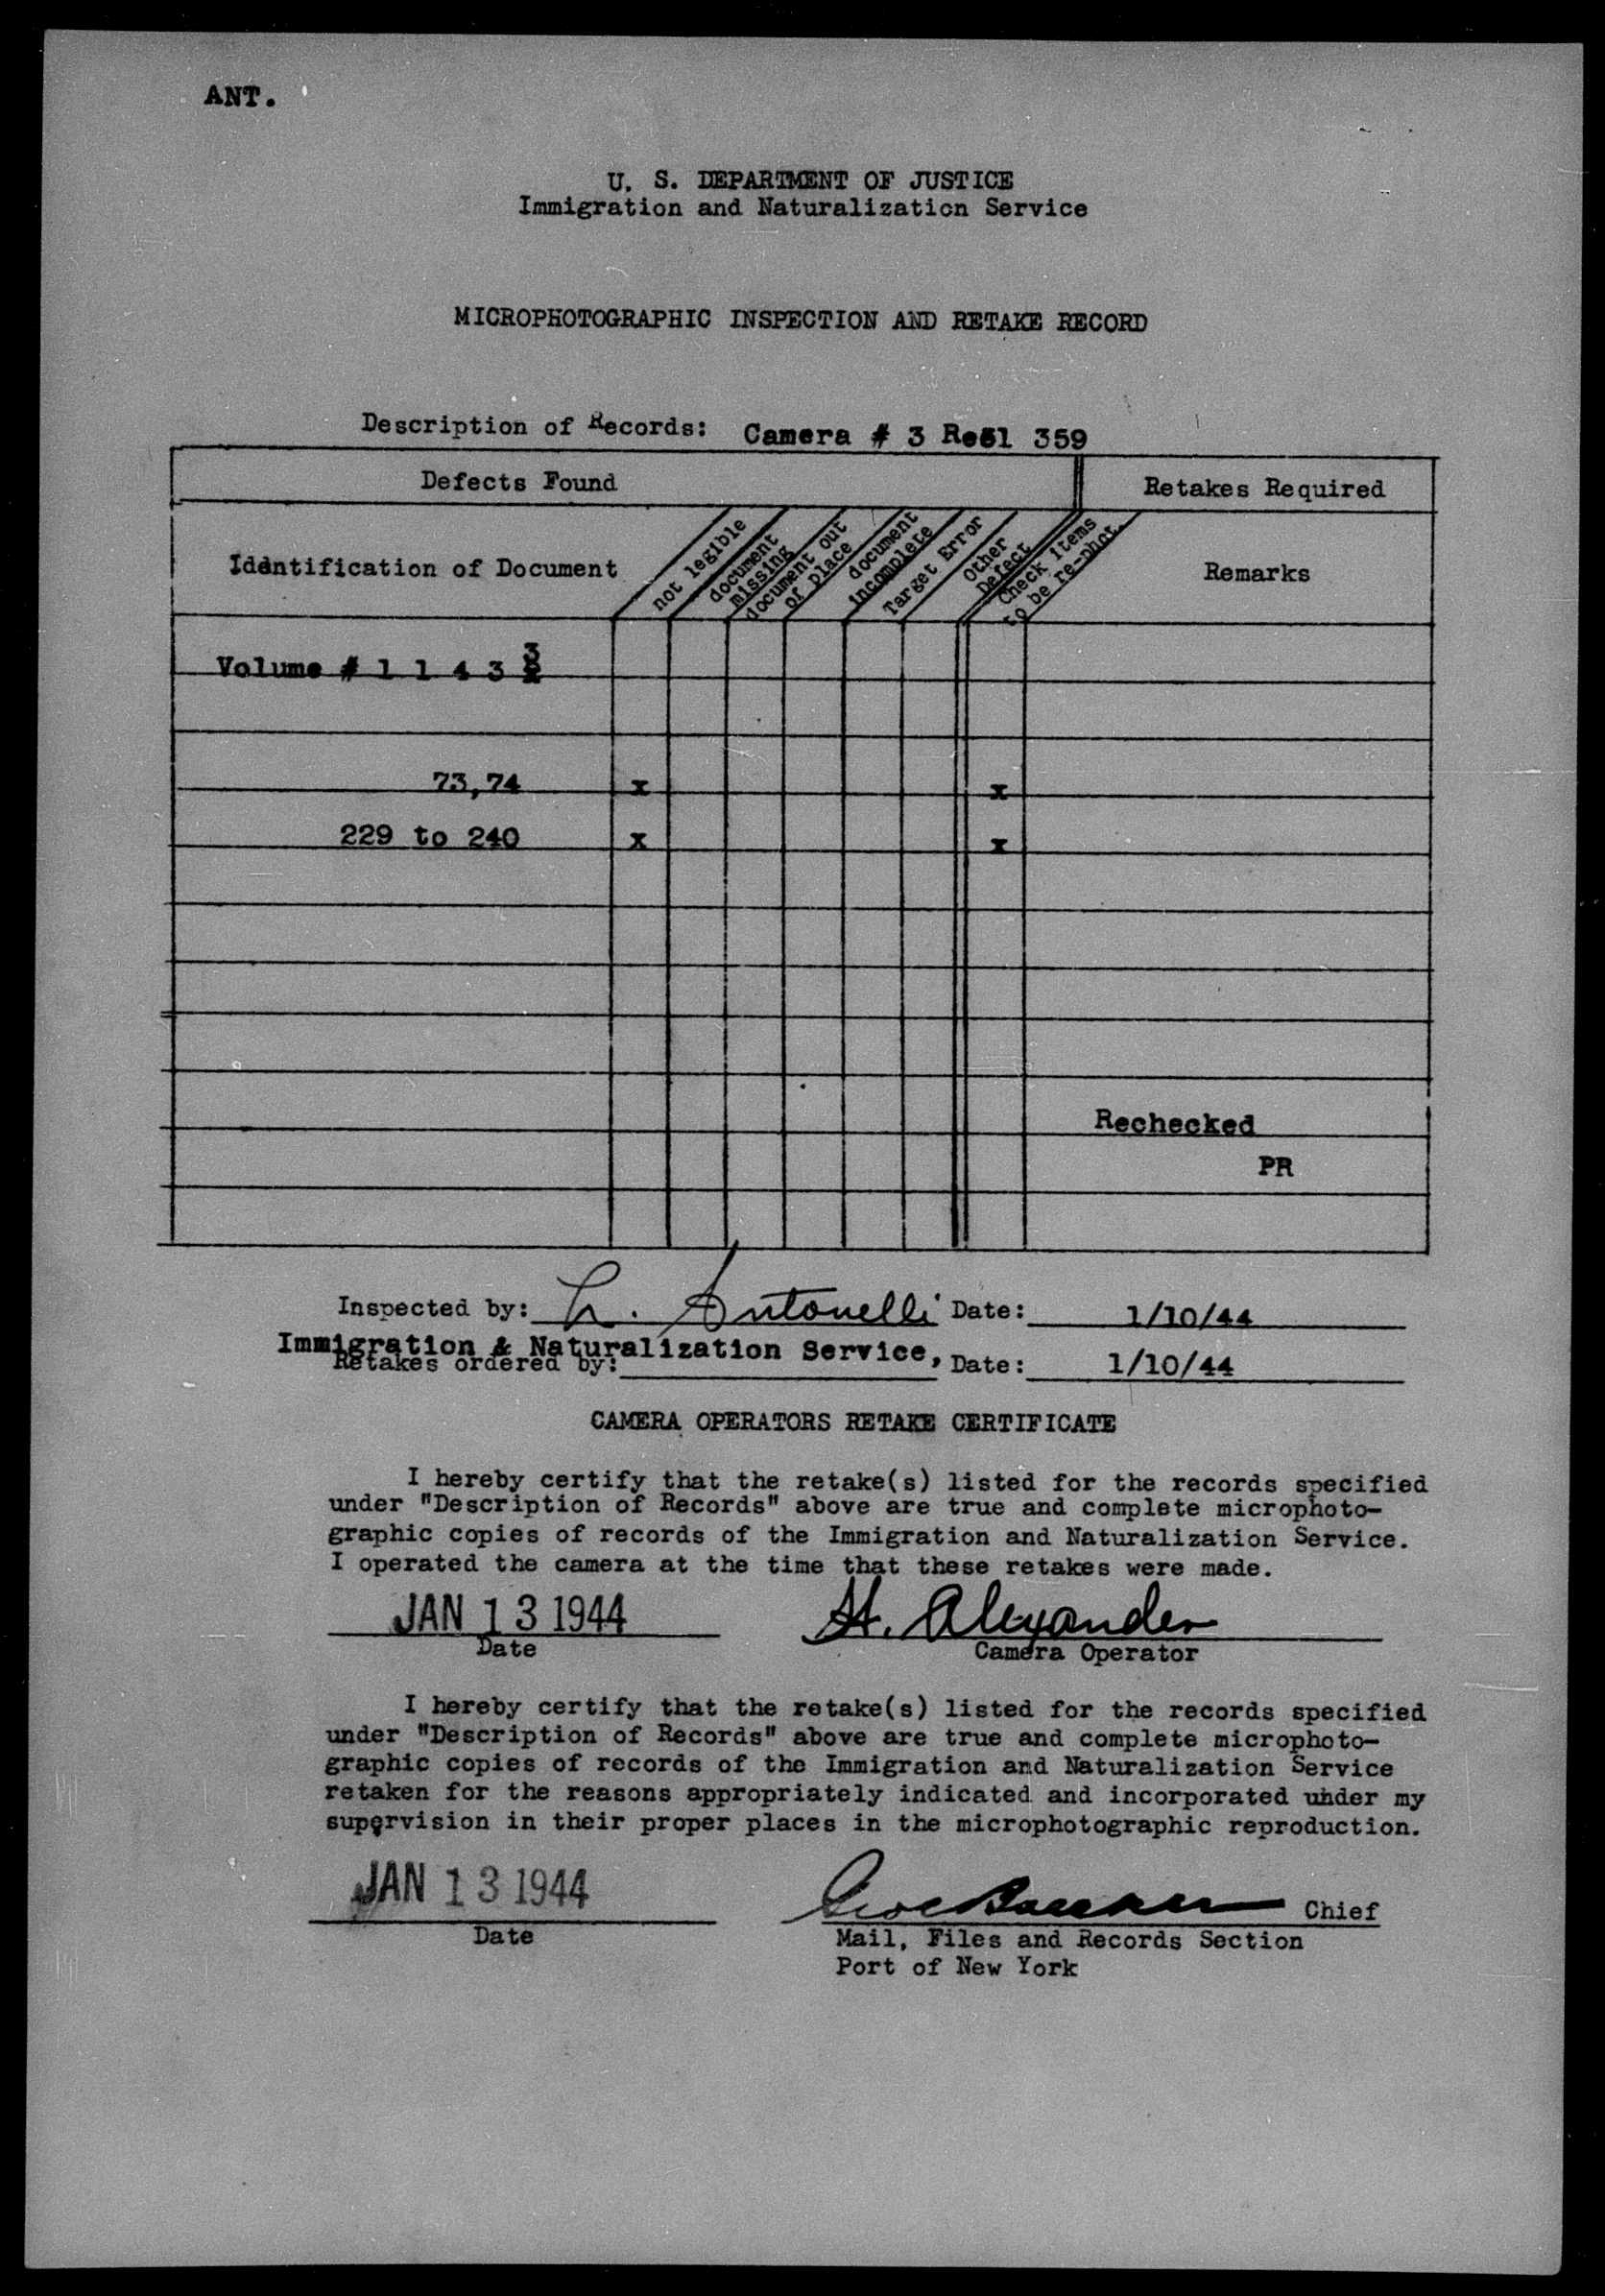 ANT.
U. S. DEPARTMENT OF JUSTICE
Immigration and Naturalization Service
MICROPHOTOGRAPHIC INSPECTION AND RETAKE RECORD
Description of Records: Camera # 3 Reel 359
Defects Found
Retakes Required
Identification of Document
not legible
document missing
document out of place
document incomplete
Target Error
Other Defect
Check items to be re-phot.
Remarks
Volume # 1 1 4 3 3
73,74 x x
229 to 240 x x
Rechecked
PR
Inspected by: L. Antonelli Date: 1/10/44
Immigration & Naturalization Service,
Retakes ordered by: Date: 1/10/44
CAMERA OPERATORS RETAKE CERTIFICATE
I hereby certify that the retake(s) listed for the records specified
under "Description of Records" above are true and complete microphoto-
graphic copies of records of the Immigration and Naturalization Service.
I operated the camera at the time that these retakes were made.
JAN 13 1944 H. Alexander
Date Camera Operator
I hereby certify that the retake(s) listed for the records specified
under "Description of Records" above are true and complete microphoto-
graphic copies of records of the Immigration and Naturalization Service
retaken for the reasons appropriately indicated and incorporated under my
supervision in their proper places in the microphotographic reproduction.
JAN 13 1944 Chief
Date Mail, Files and Records Section
Port of New York